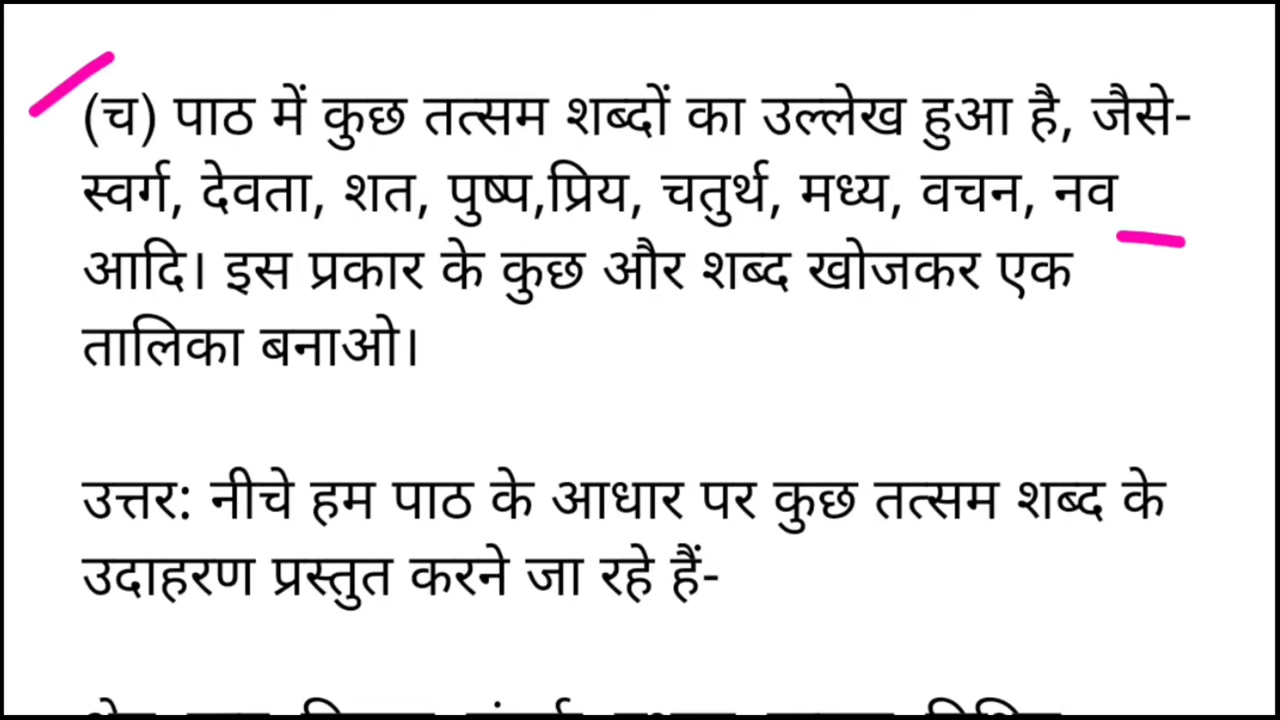 (च) पाठ में कुछ तत्सम शब्दों का उल्लेख हुआ है, जैसे-
स्वर्ग, देवता, शत, पुष्प,प्रिय, चतुर्थ, मध्य, वचन, नव
आदि। इस प्रकार के कुछ और शब्द खोजकर एक
तालिका बनाओ।
उत्तर: नीचे हम पाठ के आधार पर कुछ तत्सम शब्द के
उदाहरण प्रस्तुत करने जा रहे हैं-